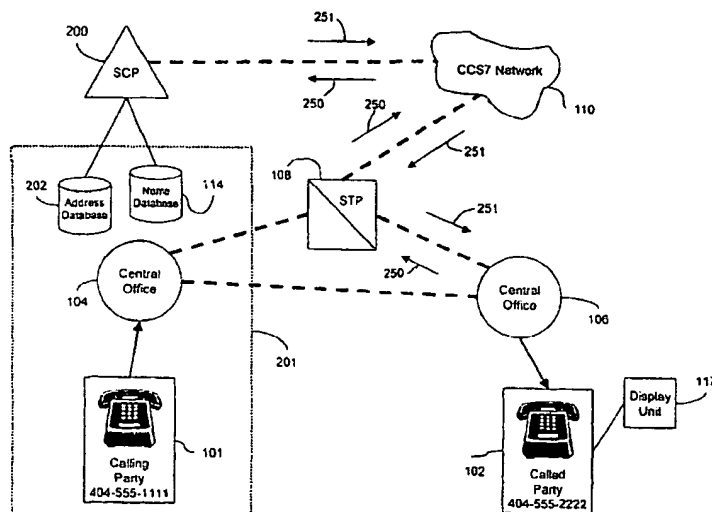 251
200
SCP
CCS7 Network
250
250
110
251
108
202
Address
Database
Name
Database
114
STP
251
250
Central
Office
104
Central
Office
106
201
117
Display
Unit
101
Calling
Party
404-555-1111
102
Called
Party
404-555-2222